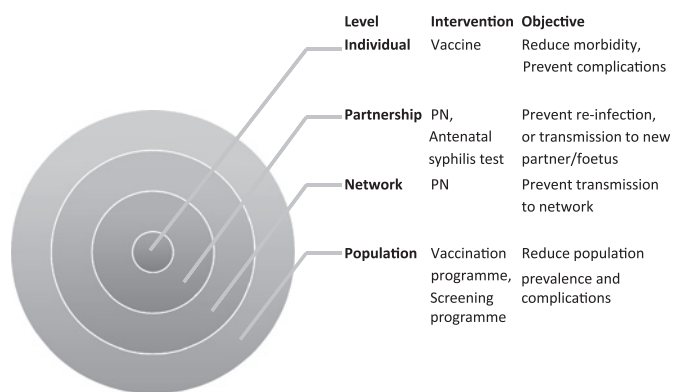 Level Intervention Objective
Individual Vaccine Reduce morbidity,
Prevent complications
Partnership PN, Prevent re-infection,
Antenatal or transmission to new
syphilis test partner/foetus
Network PN Prevent transmission
to network
Population Vaccination Reduce population
programme, prevalence and
Screening complications
programme